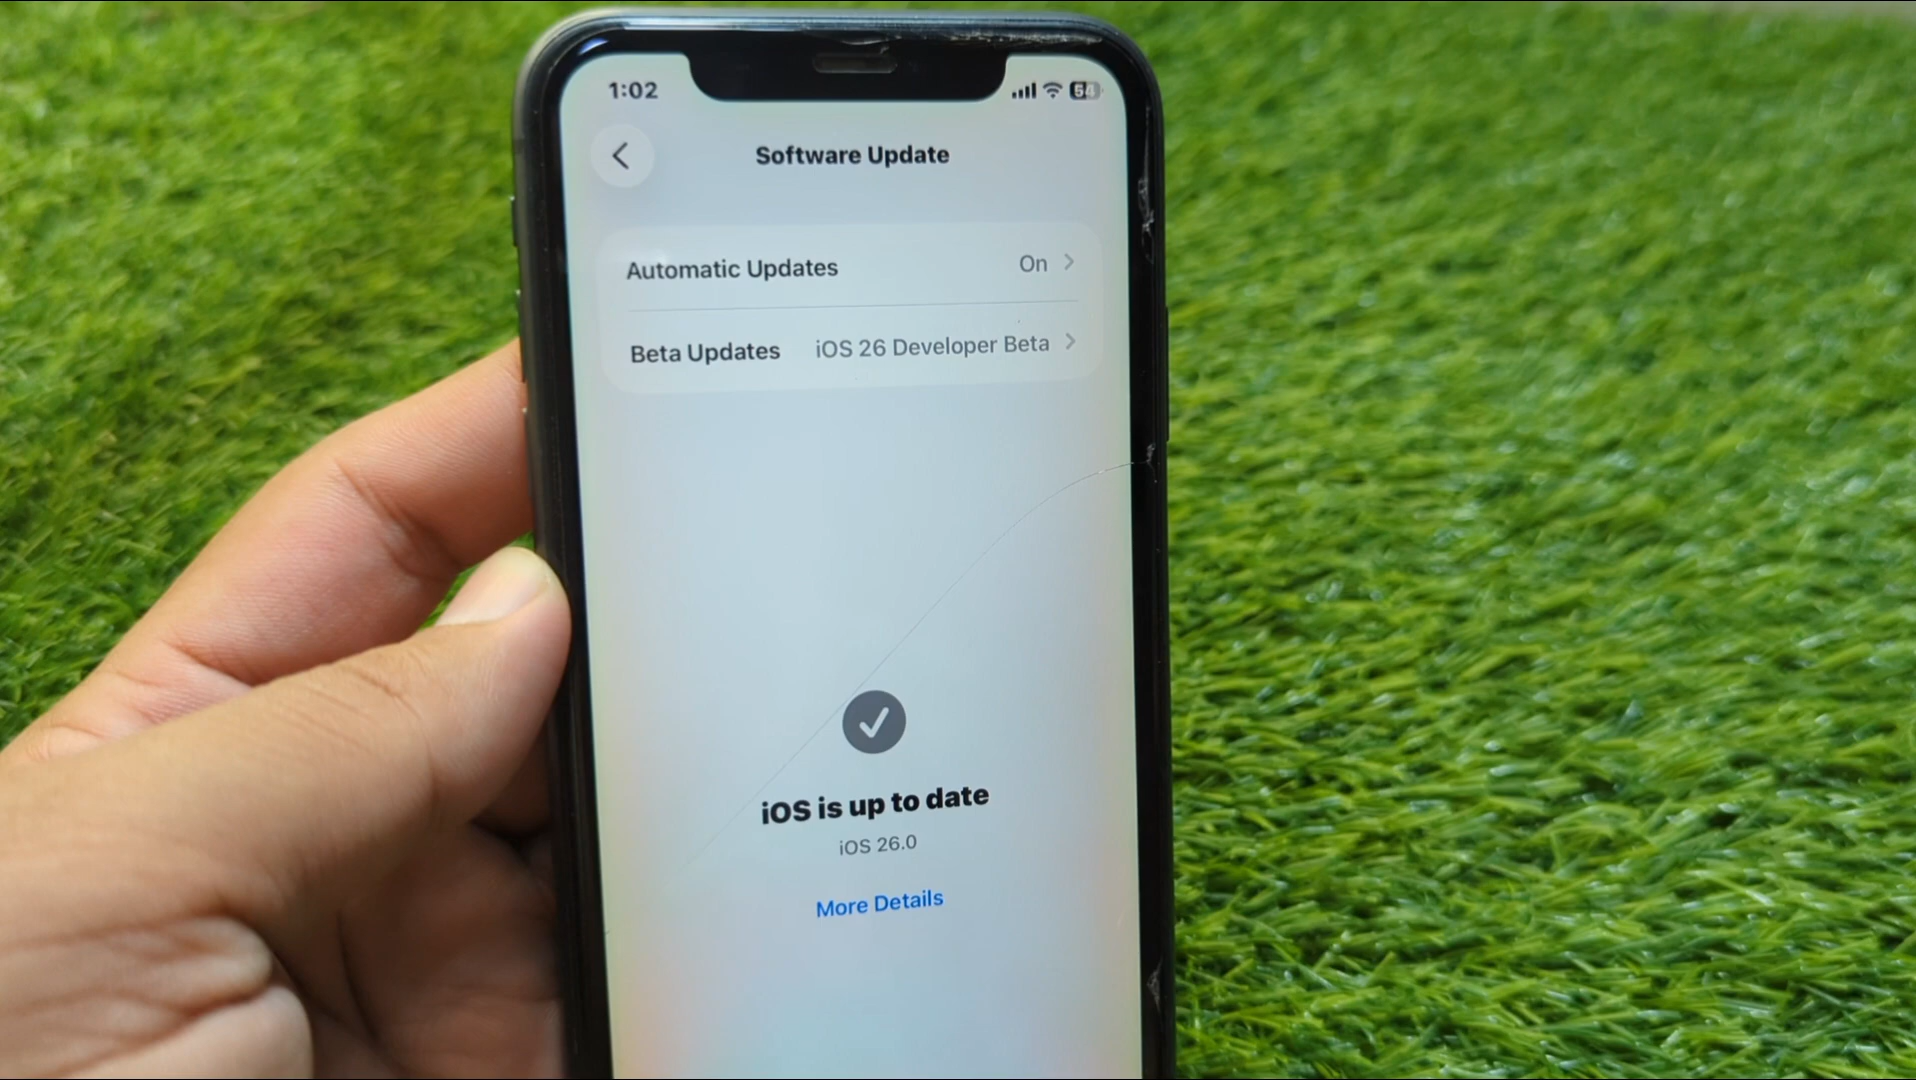 1:02
54
Software Update
Automatic Updates On
Beta Updates iOS 26 Developer Beta
iOS is up to date
iOS 26.0
More Details